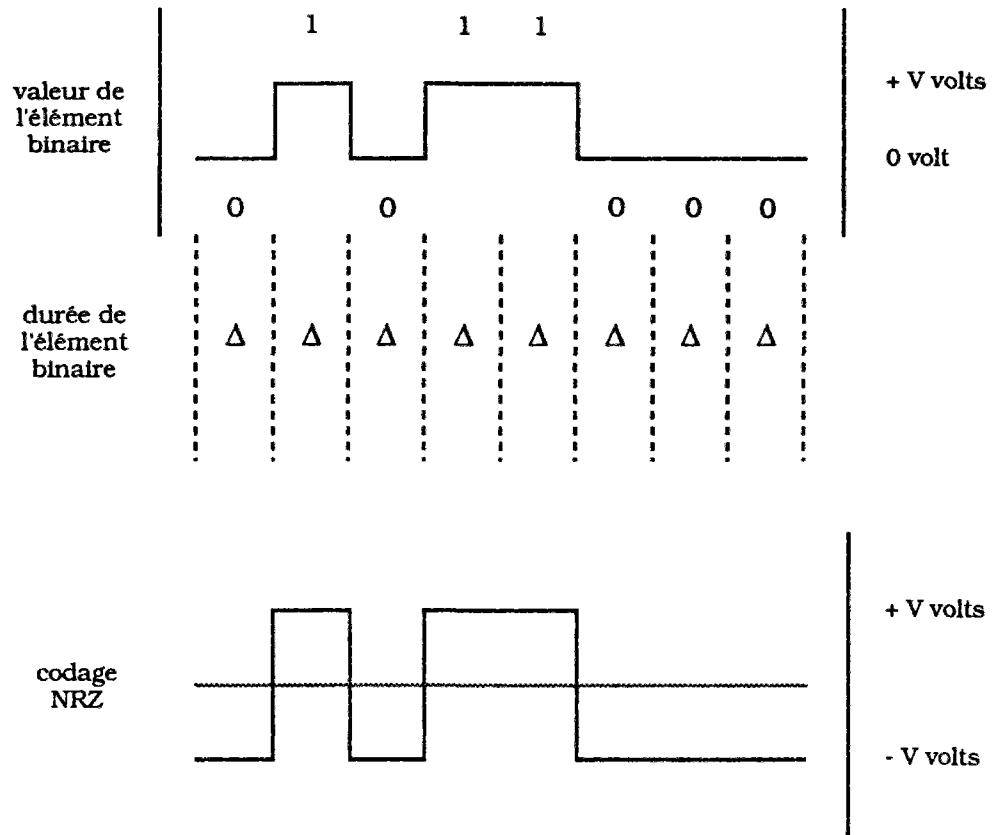 1 1 1
valeur de
l'élément
binaire
+ V volts
0 volt
0 0 0 0 0
durée de
l'élément
binaire
Δ Δ Δ Δ Δ Δ Δ Δ
codage
NRZ
+ V volts
- V volts